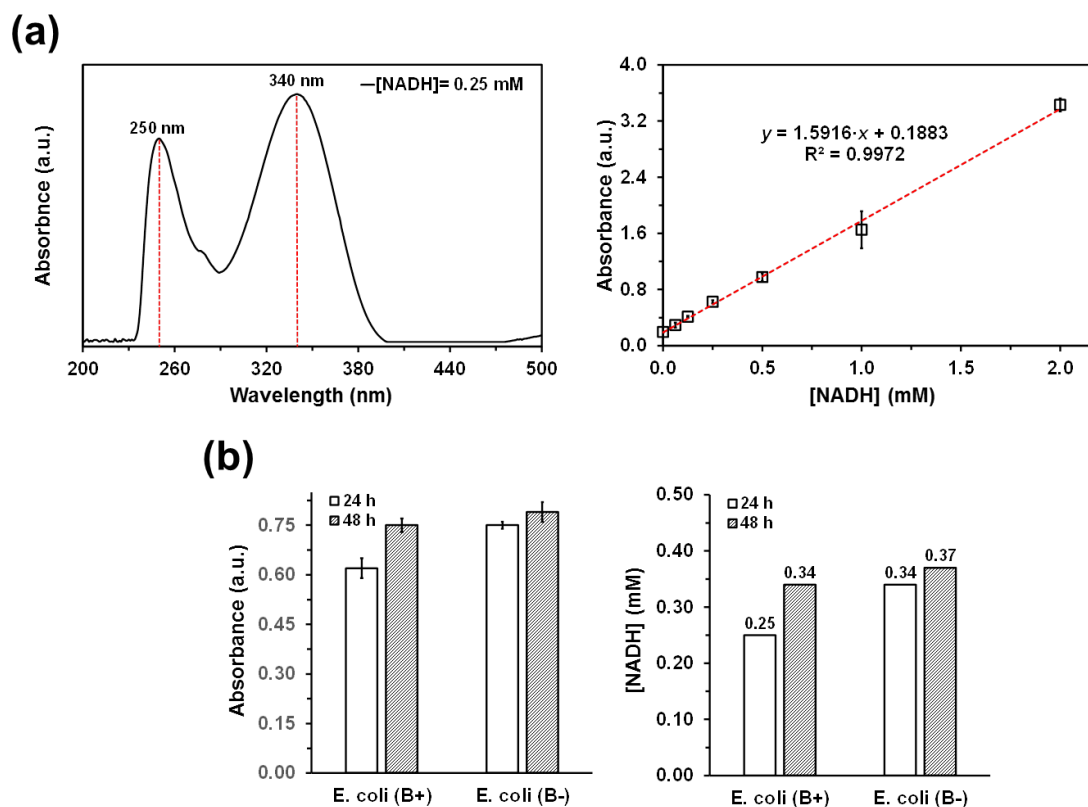 (a)
340 nm
—[NADH]= 0.25 mM
250 nm
Absorbnce (a.u.)
200 260 320 380 440 500
Wavelength (nm)
4.0
3.2
2.4
1.6
0.8
0.0
Absorbance (a.u.)
y = 1.5916·x + 0.1883
R² = 0.9972
0.0 0.5 1.0 1.5 2.0
[NADH] (mM)
(b)
24 h
48 h
0.75
0.60
0.45
0.30
0.15
0.00
Absorbance (a.u.)
E. coli (B+) E. coli (B-)
0.50
0.40
0.30
0.20
0.10
0.00
[NADH] (mM)
24 h
48 h
0.25
0.34
0.34
0.37
E. coli (B+) E. coli (B-)